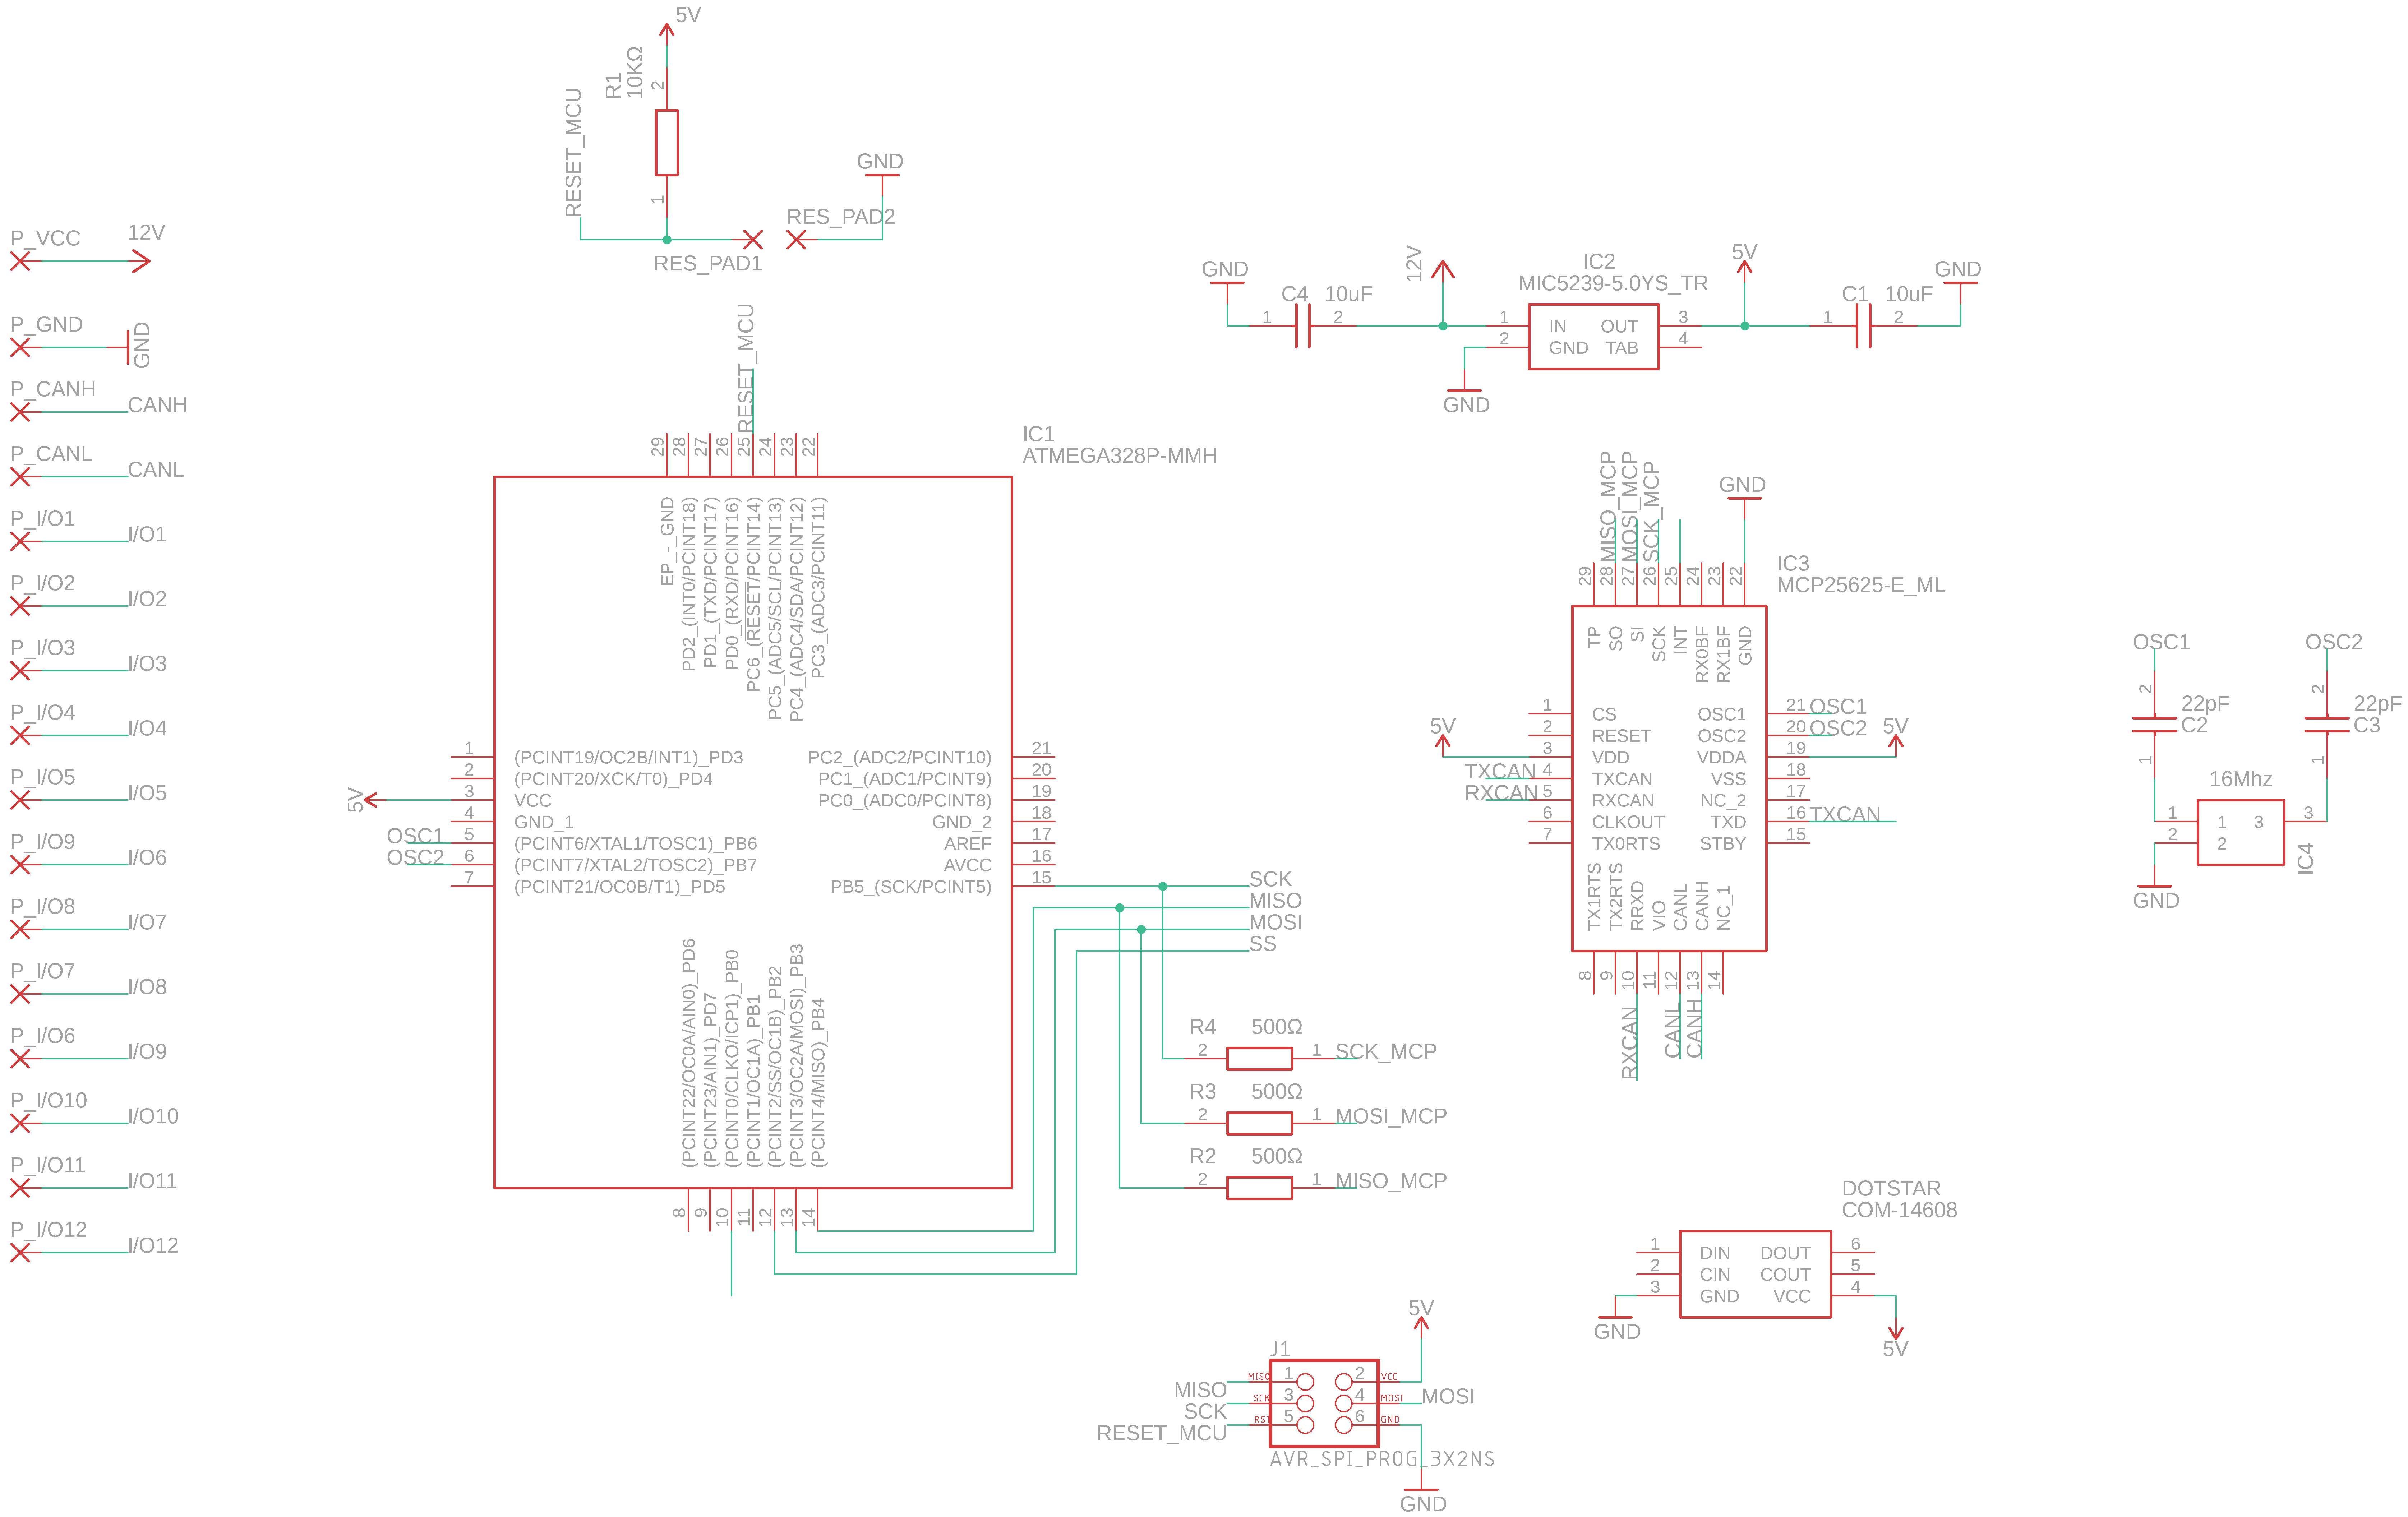 P_VCC
12V
P_GND
GND
P_CANH
CANH
P_CANL
CANL
P_I/O1
I/O1
P_I/O2
I/O2
P_I/O3
I/O3
P_I/O4
I/O4
P_I/O5
I/O5
P_I/O9
I/O6
P_I/O8
I/O7
P_I/O7
I/O8
P_I/O6
I/O9
P_I/O10
I/O10
P_I/O11
I/O11
P_I/O12
I/O12
5V
R1
10KΩ
2
1
RESET_MCU
RES_PAD1
RES_PAD2
GND
RESET_MCU
IC1
ATMEGA328P-MMH
29 28 27 26 25 24 23 22
EP_-_GND
PD2_(INT0/PCINT18)
PD1_(TXD/PCINT17)
PD0_(RXD/PCINT16)
PC6_(RESET/PCINT14)
PC5_(ADC5/SCL/PCINT13)
PC4_(ADC4/SDA/PCINT12)
PC3_(ADC3/PCINT11)
5V
OSC1
OSC2
1 (PCINT19/OC2B/INT1)_PD3
2 (PCINT20/XCK/T0)_PD4
3 VCC
4 GND_1
5 (PCINT6/XTAL1/TOSC1)_PB6
6 (PCINT7/XTAL2/TOSC2)_PB7
7 (PCINT21/OC0B/T1)_PD5
PC2_(ADC2/PCINT10) 21
PC1_(ADC1/PCINT9) 20
PC0_(ADC0/PCINT8) 19
GND_2 18
AREF 17
AVCC 16
PB5_(SCK/PCINT5) 15
(PCINT22/OC0A/AIN0)_PD6
(PCINT23/AIN1)_PD7
(PCINT0/CLKO/ICP1)_PB0
(PCINT1/OC1A)_PB1
(PCINT2/SS/OC1B)_PB2
(PCINT3/OC2A/MOSI)_PB3
(PCINT4/MISO)_PB4
8 9 10 11 12 13 14
SCK
MISO
MOSI
SS
R4 500Ω
2 1 SCK_MCP
R3 500Ω
2 1 MOSI_MCP
R2 500Ω
2 1 MISO_MCP
GND
C4 10uF
1 2
12V
IC2
MIC5239-5.0YS_TR
1 IN OUT 3
2 GND TAB 4
GND
5V
C1 10uF
1 2
GND
MISO_MCP
MOSI_MCP
SCK_MCP
GND
IC3
MCP25625-E_ML
29 28 27 26 25 24 23 22
TP
SO
SI
SCK
INT
RX0BF
RX1BF
GND
5V
TXCAN
RXCAN
1 CS
2 RESET
3 VDD
4 TXCAN
5 RXCAN
6 CLKOUT
7 TX0RTS
OSC1 21 OSC1
OSC2 20 OSC2
VDDA 19
5V
VSS 18
NC_2 17
TXD 16 TXCAN
STBY 15
TX1RTS
TX2RTS
RRXD
VIO
CANL
CANH
NC_1
8 9 10 11 12 13 14
RXCAN
CANL
CANH
OSC1
2
22pF
C2
1
OSC2
2
22pF
C3
1
16Mhz
1 1 3 3
2 2
IC4
GND
DOTSTAR
COM-14608
1 DIN DOUT 6
2 CIN COUT 5
3 GND VCC 4
GND
5V
5V
J1
MISO MISO 1 2 VCC
SCK SCK 3 4 MOSI MOSI
RESET_MCU RST 5 6 GND
AVR_SPI_PROG_3X2NS
GND